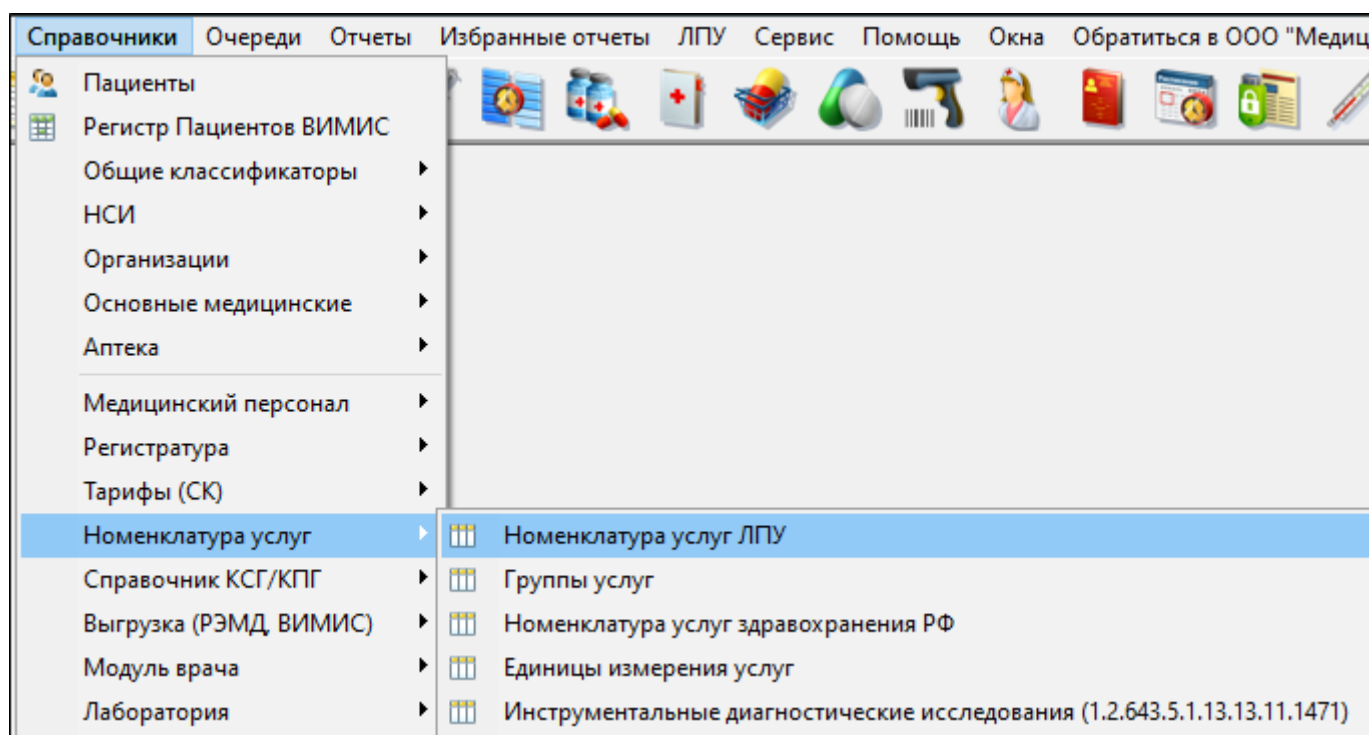 Справочники Очереди Отчеты Избранные отчеты ЛПУ Сервис Помощь Окна Обратиться в ООО "Медиц
Пациенты
Регистр Пациентов ВИМИС
Общие классификаторы
НСИ
Организации
Основные медицинские
Аптека
Медицинский персонал
Регистратура
Тарифы (СК)
Номенклатура услуг
Номенклатура услуг ЛПУ
Справочник КСГ/КПГ
Группы услуг
Выгрузка (РЭМД, ВИМИС)
Номенклатура услуг здравохранения РФ
Модуль врача
Единицы измерения услуг
Лаборатория
Инструментальные диагностические исследования (1.2.643.5.1.13.13.11.1471)